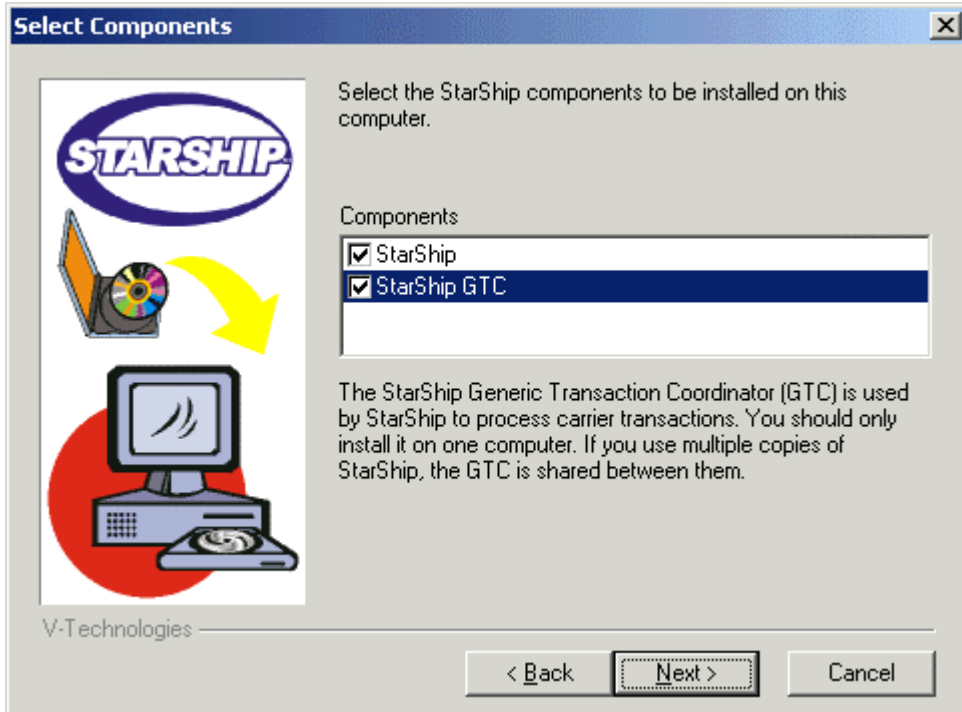 Select Components
STARSHIP
Select the StarShip components to be installed on this
computer.
Components
StarShip
StarShip GTC
The StarShip Generic Transaction Coordinator (GTC) is used
by StarShip to process carrier transactions. You should only
install it on one computer. If you use multiple copies of
StarShip, the GTC is shared between them.
V-Technologies
< Back Next > Cancel